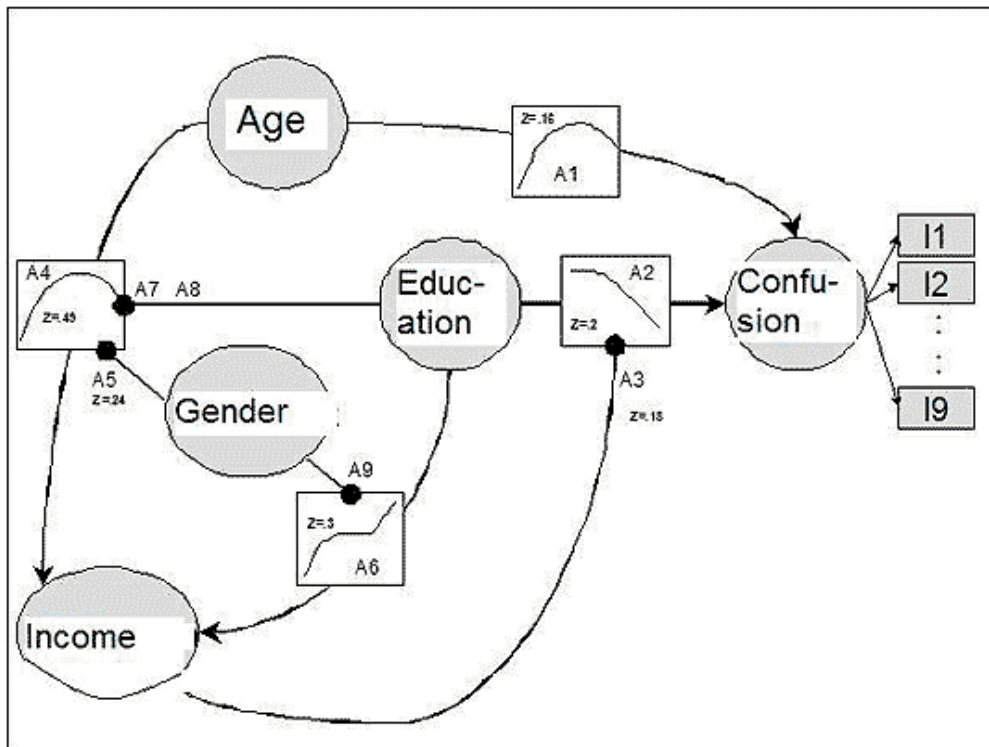 Age
Z=.16
A1
A4
Z=.49
A7 A8
Educ-
ation
A2
Z=.2
Confu-
sion
I1
I2
I9
A5
Z=.24
Gender
A3
Z=.18
A9
Z=.3
A6
Income